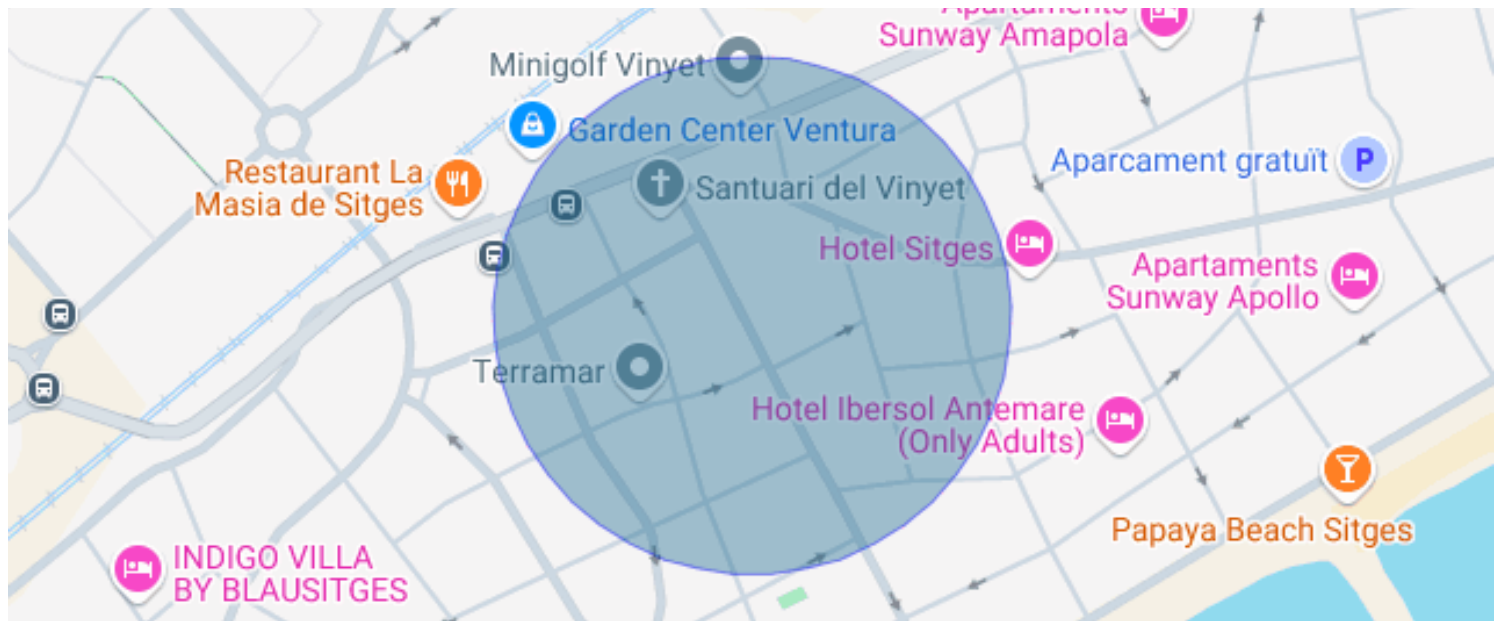 Apartaments
Sunway Amapola
Minigolf Vinyet
Garden Center Ventura
Restaurant La
Masia de Sitges
Santuari del Vinyet
Aparcament gratuït
P
Hotel Sitges
Apartaments
Sunway Apollo
Terramar
Hotel Ibersol Antemare
(Only Adults)
Papaya Beach Sitges
INDIGO VILLA
BY BLAUSITGES